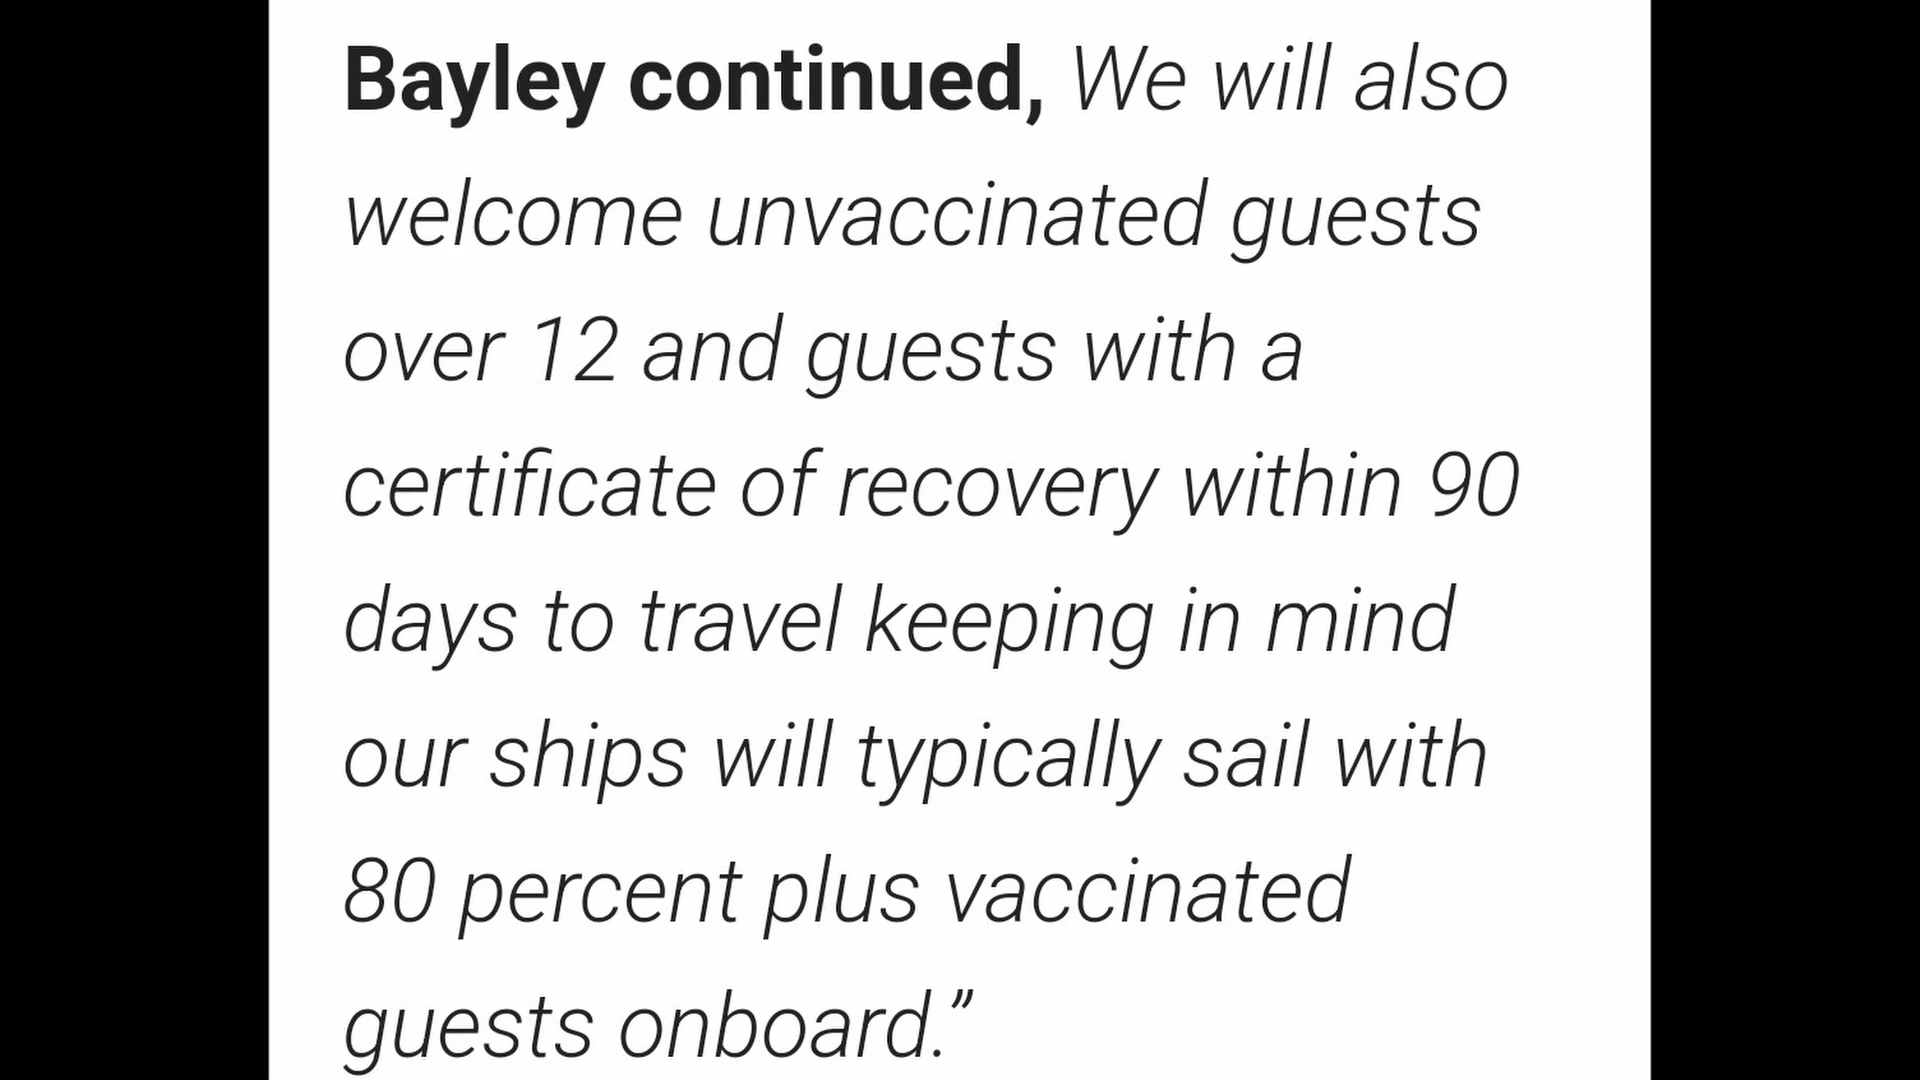 Bayley continued, We will also
welcome unvaccinated guests
over 12 and guests with a
certificate of recovery within 90
days to travel keeping in mind
our ships will typically sail with
80 percent plus vaccinated
guests onboard.”